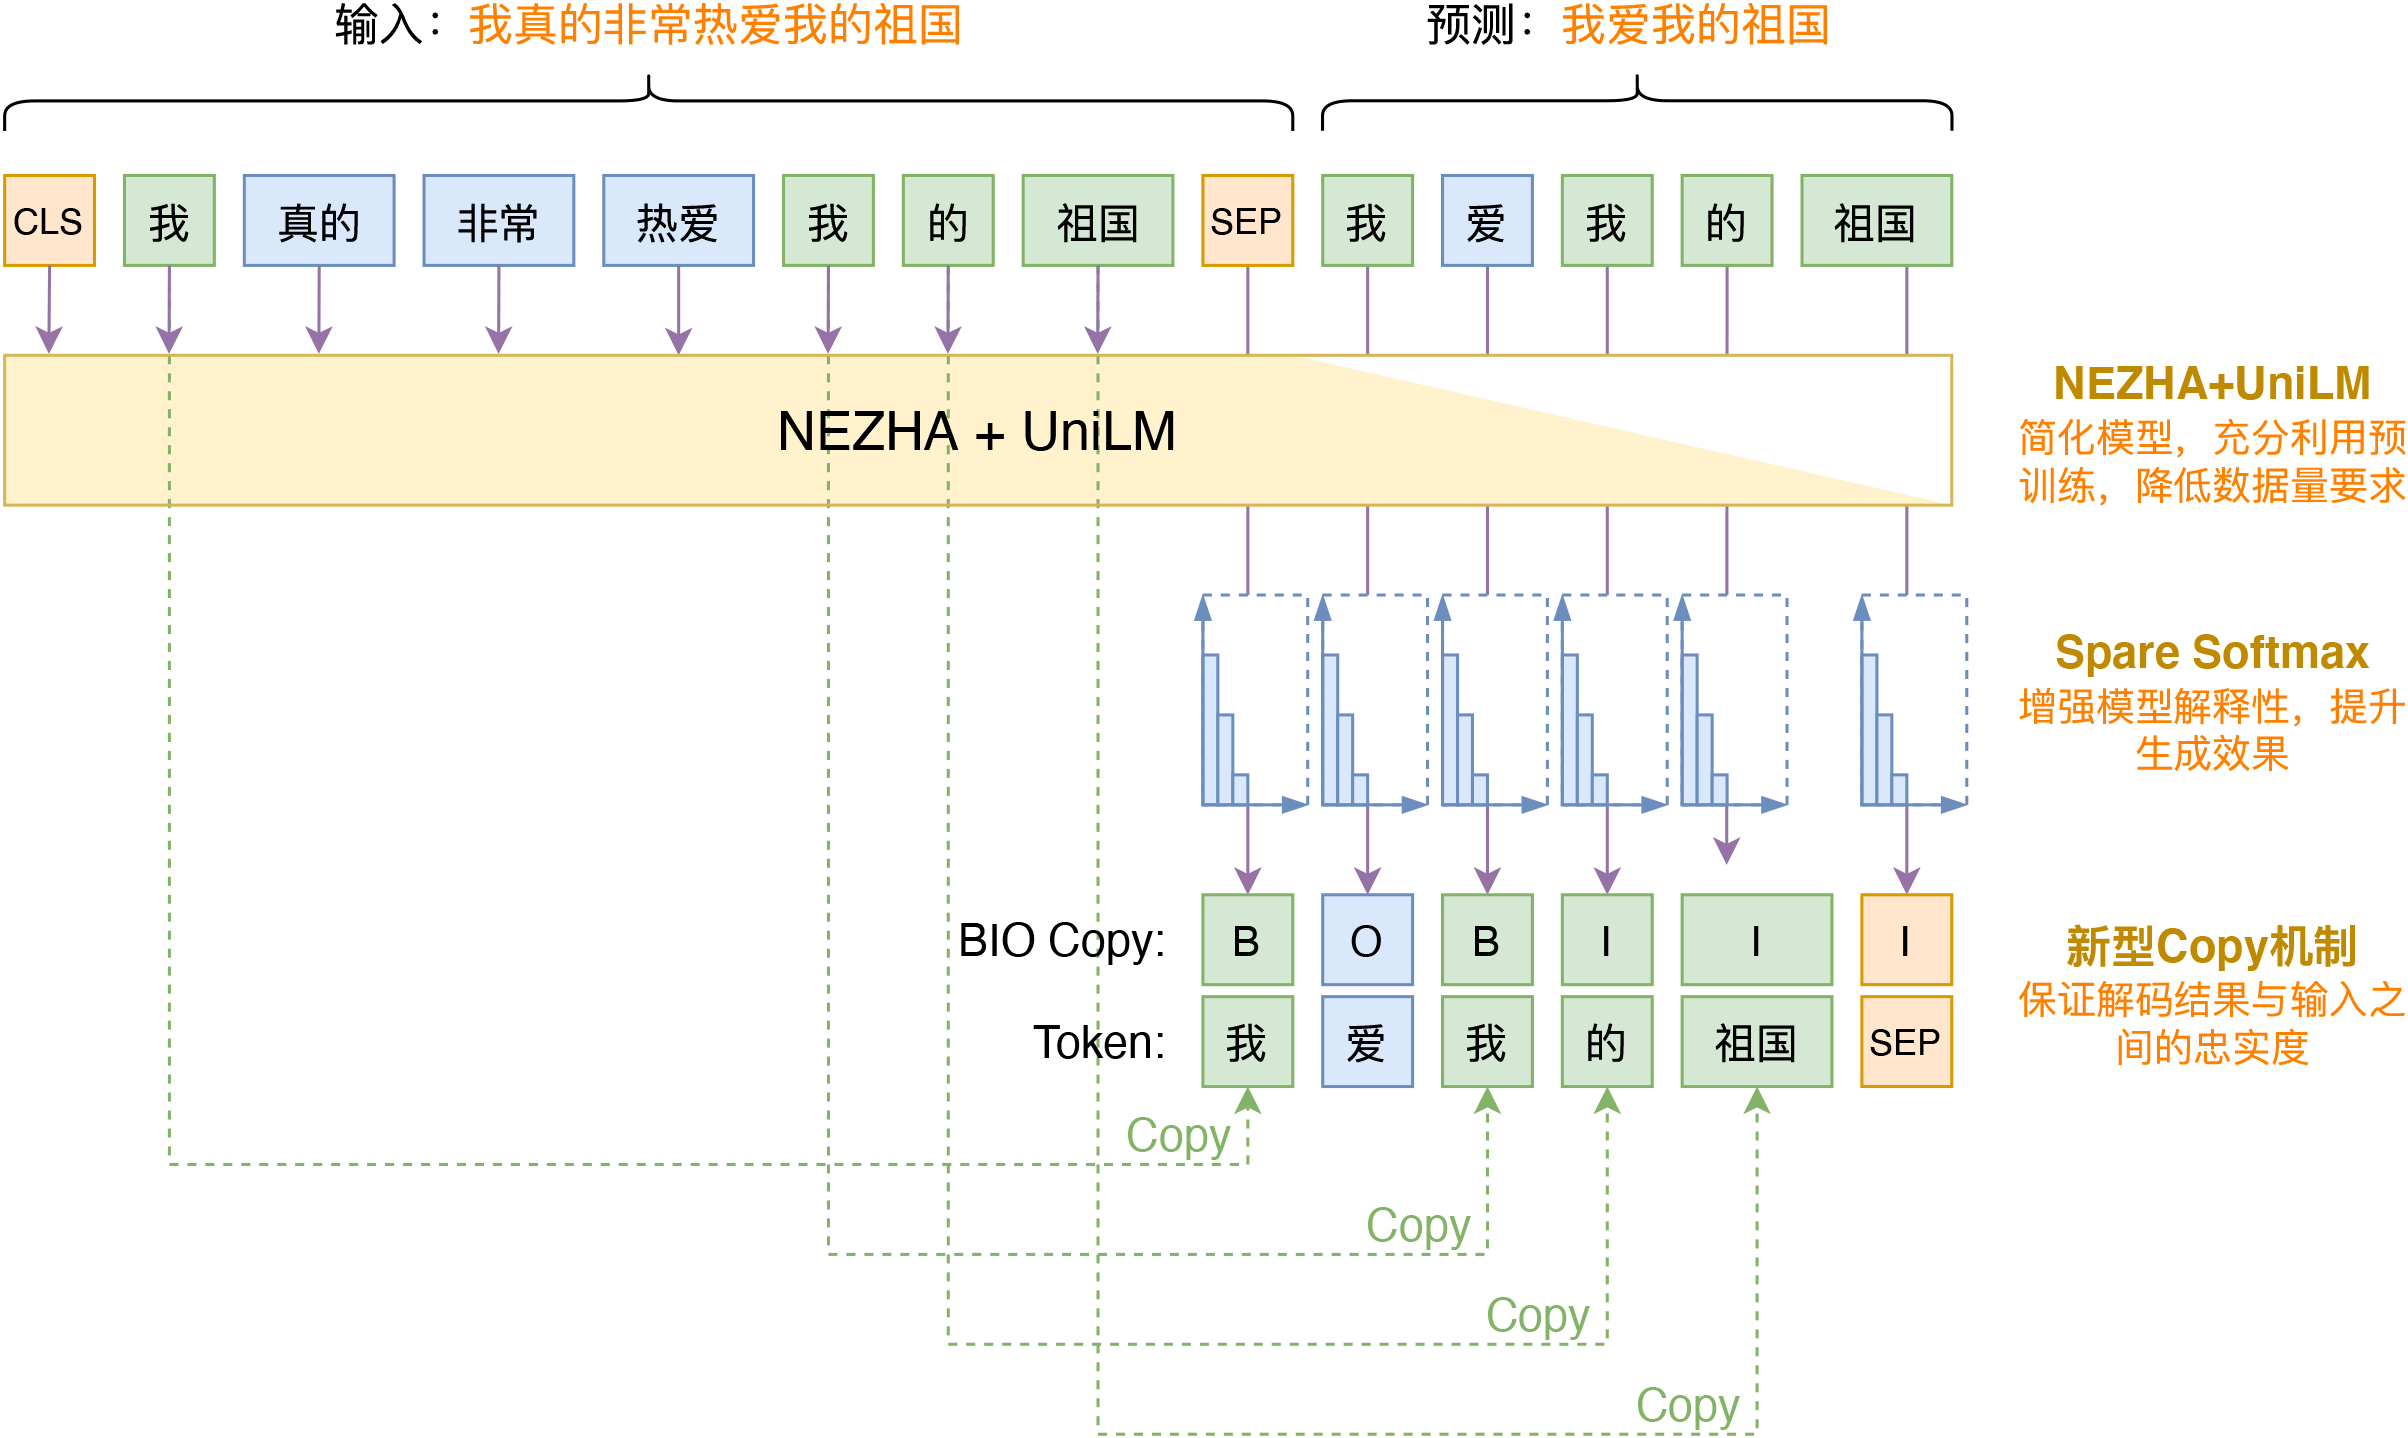 输入：我真的非常热爱我的祖国
预测：我爱我的祖国
CLS 我 真的 非常 热爱 我 的 祖国 SEP 我 爱 我 的 祖国
NEZHA + UniLM
NEZHA+UniLM
简化模型，充分利用预
训练，降低数据量要求
Spare Softmax
增强模型解释性，提升
生成效果
BIO Copy: B O B I I I
Token: 我 爱 我 的 祖国 SEP
新型Copy机制
保证解码结果与输入之
间的忠实度
Copy
Copy
Copy
Copy